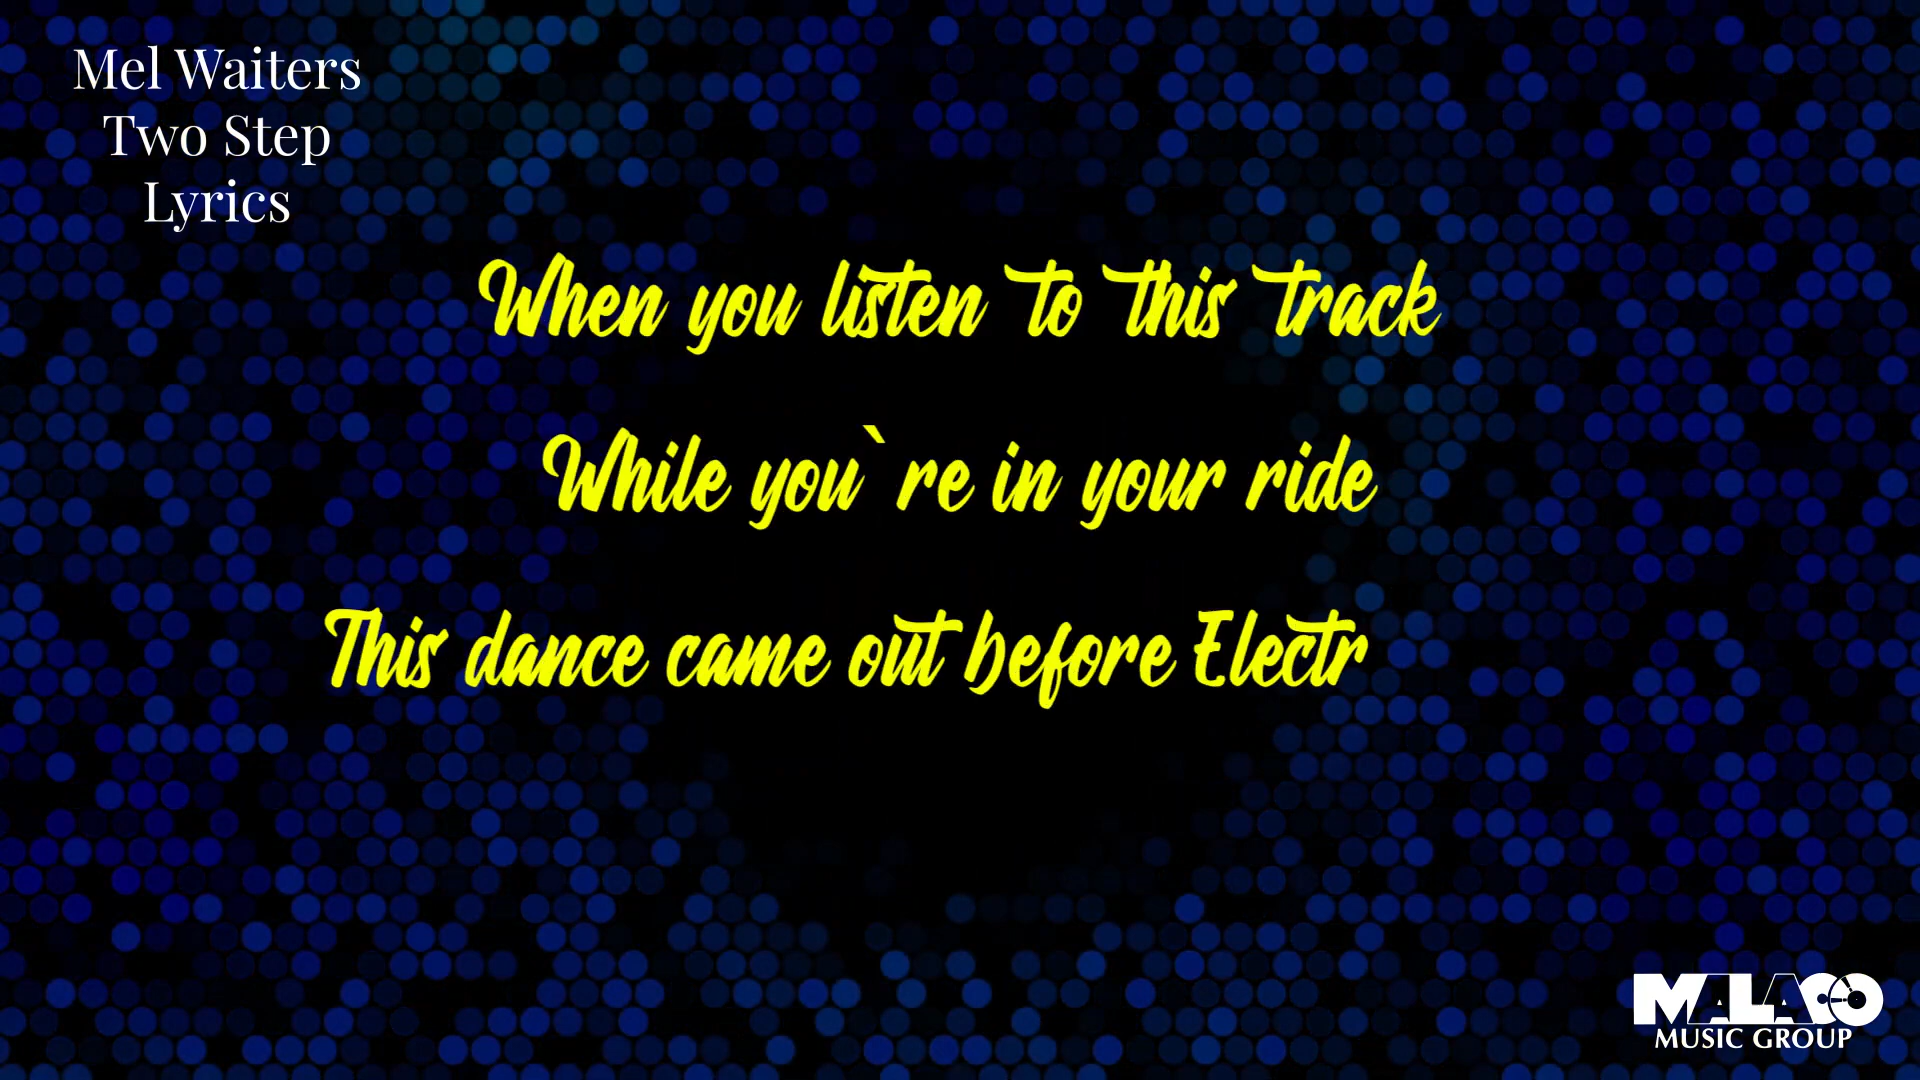 Mel Waiters
Two Step
Lyrics
When you listen to this track
While you`re in your ride
This dance came out before Electr
MALACO
MUSIC GROUP